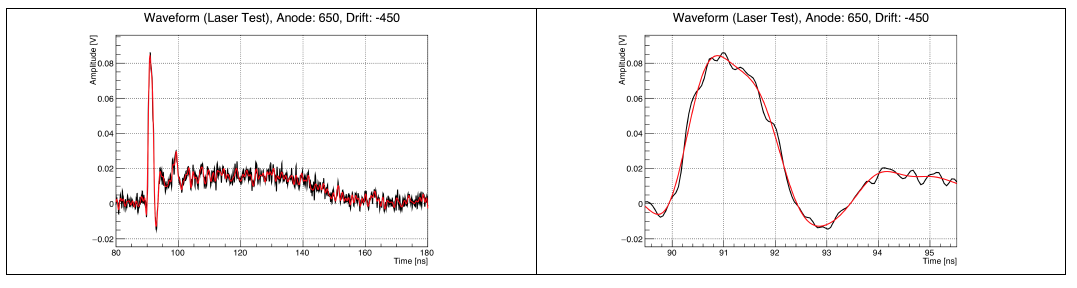 Waveform (Laser Test), Anode: 650, Drift: -450
Amplitude [V]
0.08
0.06
0.04
0.02
0
−0.02
80 100 120 140 160 180
Time [ns]
Waveform (Laser Test), Anode: 650, Drift: -450
Amplitude [V]
0.08
0.06
0.04
0.02
0
−0.02
90 91 92 93 94 95
Time [ns]